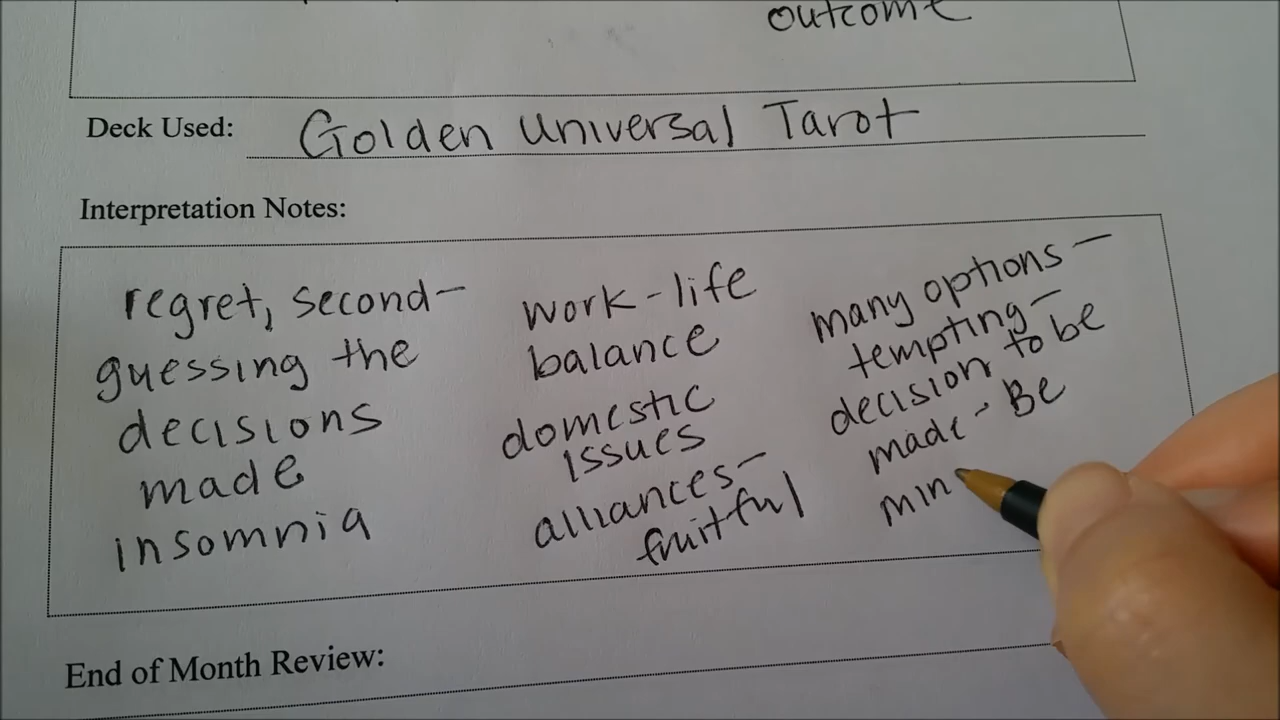 outcome
Deck Used: Golden Universal Tarot
Interpretation Notes:
regret, second-
guessing the
decisions
made
insomnia
work-life
balance
domestic
issues
alliances-
fruitful
many options-
tempting-
decision to be
made - Be
min
End of Month Review: